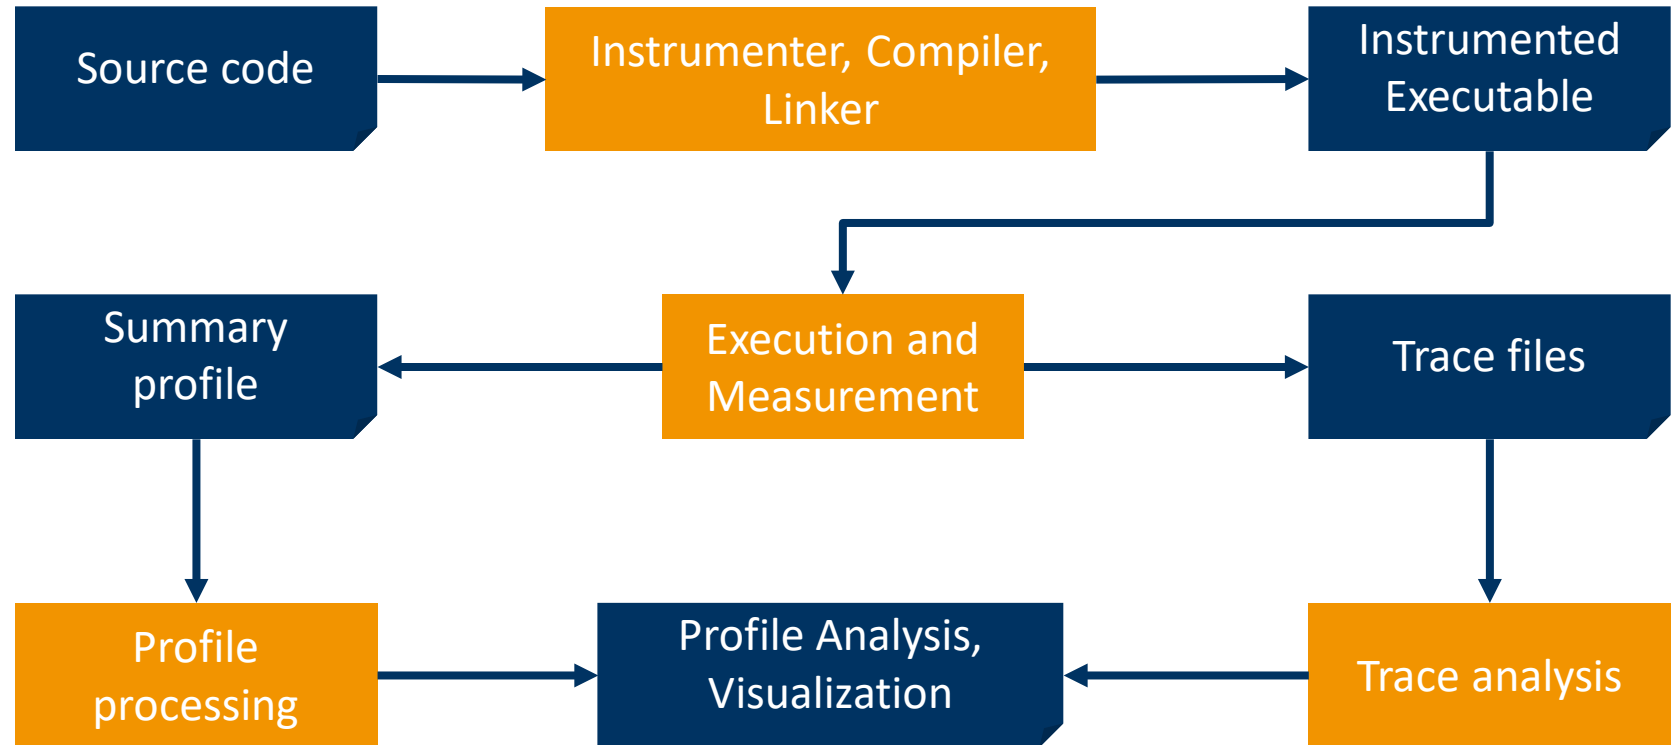 Source code
Instrumenter, Compiler,
Linker
Instrumented
Executable
Summary
profile
Execution and
Measurement
Trace files
Profile
processing
Profile Analysis,
Visualization
Trace analysis